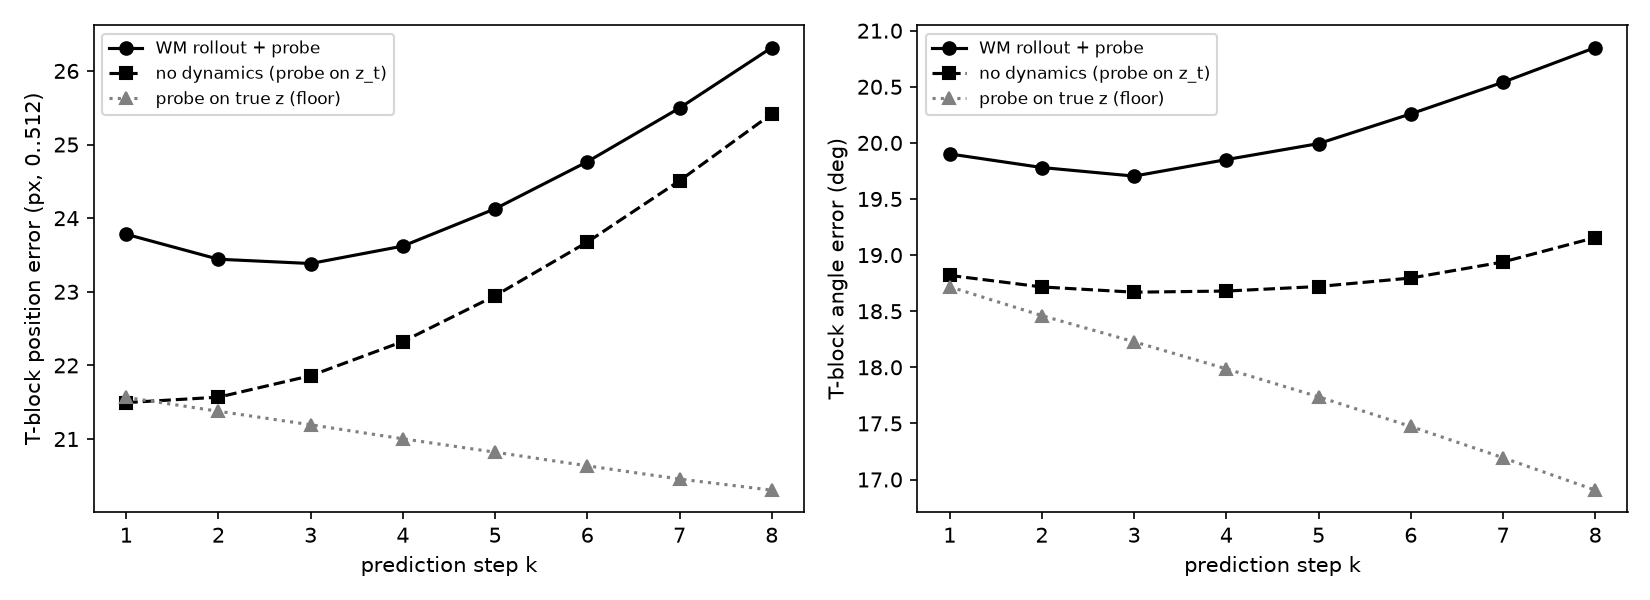 WM rollout + probe
no dynamics (probe on z_t)
probe on true z (floor)
T-block position error (px, 0..512)
26
25
24
23
22
21
1 2 3 4 5 6 7 8
prediction step k
WM rollout + probe
no dynamics (probe on z_t)
probe on true z (floor)
T-block angle error (deg)
21.0
20.5
20.0
19.5
19.0
18.5
18.0
17.5
17.0
1 2 3 4 5 6 7 8
prediction step k